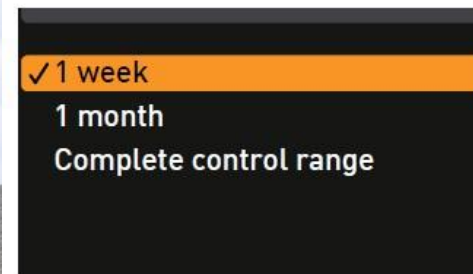 ✓ 1 week
1 month
Complete control range